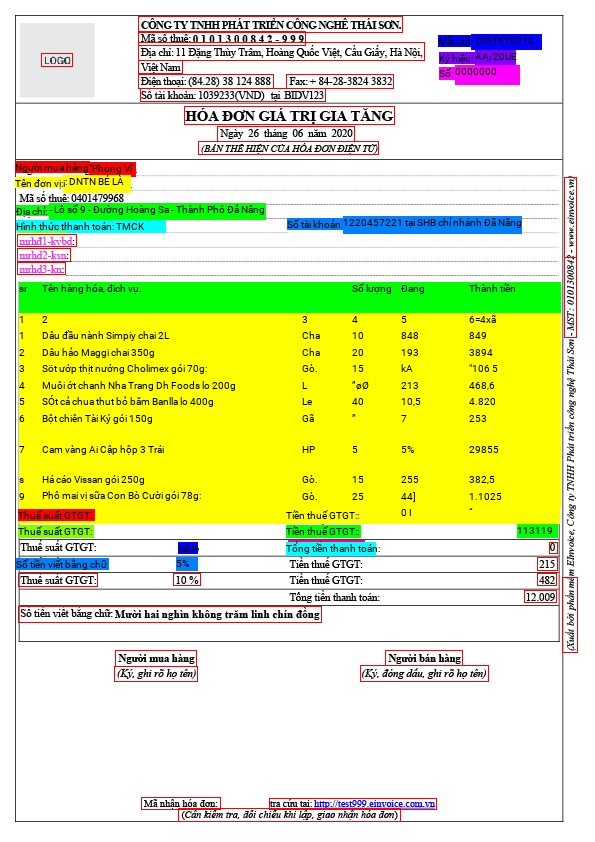 LOGO
CÔNG TY TNHH PHÁT TRIỂN CÔNG NGHỆ THÁI SƠN.
Mã số thuế: 0 1 0 1 3 0 0 8 4 2 - 9 9 9
Địa chỉ: 11 Đặng Thùy Trâm, Hoàng Quốc Việt, Cầu Giấy, Hà Nội,
Việt Nam
Điện thoại: (84.28) 38 124 888 Fax: + 84-28-3824 3832
Số tài khoản: 1039233(VND) tại BIDV123
Mẫu số: 01GTKT0212
Ký hiệu: AA/20UE
Số: 0000000
HÓA ĐƠN GIÁ TRỊ GIA TĂNG
Ngày 26 tháng 06 năm 2020
(BẢN THỂ HIỆN CỦA HÓA ĐƠN ĐIỆN TỬ)
Người mua hàng: Phong Vi
Tên đơn vị: DNTN BÉ LÀ
Mã số thuế: 0401479968
Địa chỉ: - Lô số 9 - Đường Hoàng Sa - Thành Phố Đà Nẵng
Hình thức thanh toán: TMCK Số tài khoản 1220457221 tại SHB chi nhánh Đà Nẵng
mrhđ1-kvbd:
mrhd2-ksn:
mrhd3-kn:
sr Tên hàng hóa, dịch vụ. Số lượng Đang Thành tiền
1 2 3 4 5 6=4xã
1 Dâu đầu nành Simpiy chai 2L Cha 10 848 849
2 Dâu hảo Maggi chai 350g Cha 20 193 3894
3 Sốt ướp thịt nướng Cholimex gói 70g: Gò. 15 kA "106 5
4 Muối ớt chanh Nha Trang Dh Foods lo 200g L "øØ 213 468,6
5 SỐt cả chua thut bỏ băm Banlla lo 400g Le 40 10,5 4.820
6 Bột chiên Tài Ký gói 150g Gã " 7 253
7 Cam vàng Ai Cập hộp 3 Trái HP 5 5% 29855
s Há cáo Vissan gói 250g Gò. 15 255 382,5
9 Phô mai vị sữa Con Bò Cười gói 78g: Gò. 25 44] 1.1025
Thuế suất GTGT: Tiền thuế GTGT: 0 I "
Thuế suất GTGT: Tiền thuế GTGT:: 113119
Thuế suất GTGT: Tổng tiền thanh toán: 0
Số tiền viết bằng chữ: 5% Tiền thuế GTGT: 215
Thuế suất GTGT: 10 % Tiền thuế GTGT: 482
Tổng tiền thanh toán: 12.009
Số tiền viết bằng chữ: Mười hai nghìn không trăm linh chín đồng
Người mua hàng Người bán hàng
(Ký, ghi rõ họ tên) (Ký, đóng dấu, ghi rõ họ tên)
Mã nhận hóa đơn: tra cứu tai: http://test999.einvoice.com.vn
(Cần kiểm tra, đối chiếu khi lập, giao nhận hóa đơn)
(Xuất bởi phần mềm EInvoice, Công ty TNHH Phát triển công nghệ Thái Sơn - MST: 0101300842 - www.einvoice.vn)